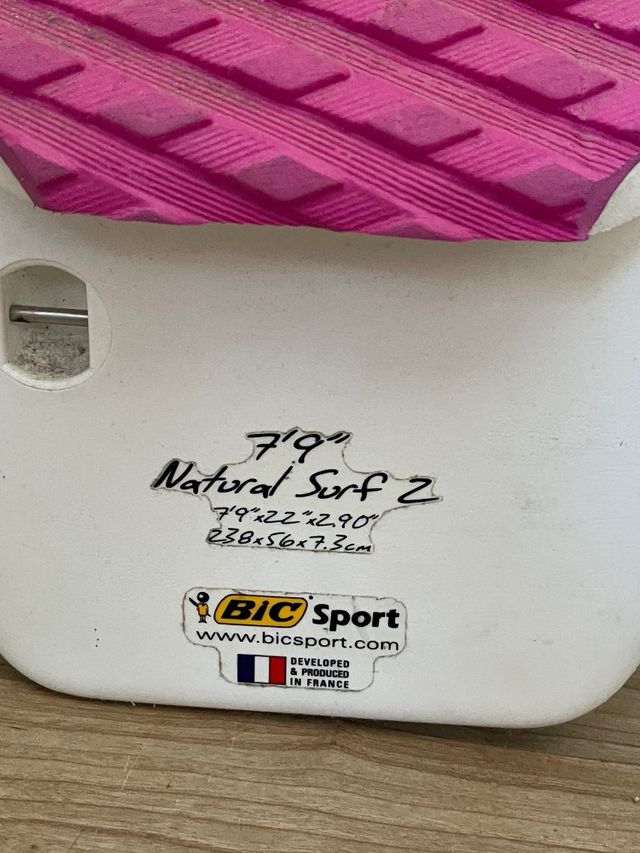 7'9"
Natural Surf 2
7'9"x22"x2.90"
238x56x7.3cm
BIC Sport
www.bicsport.com
DEVELOPED
& PRODUCED
IN FRANCE